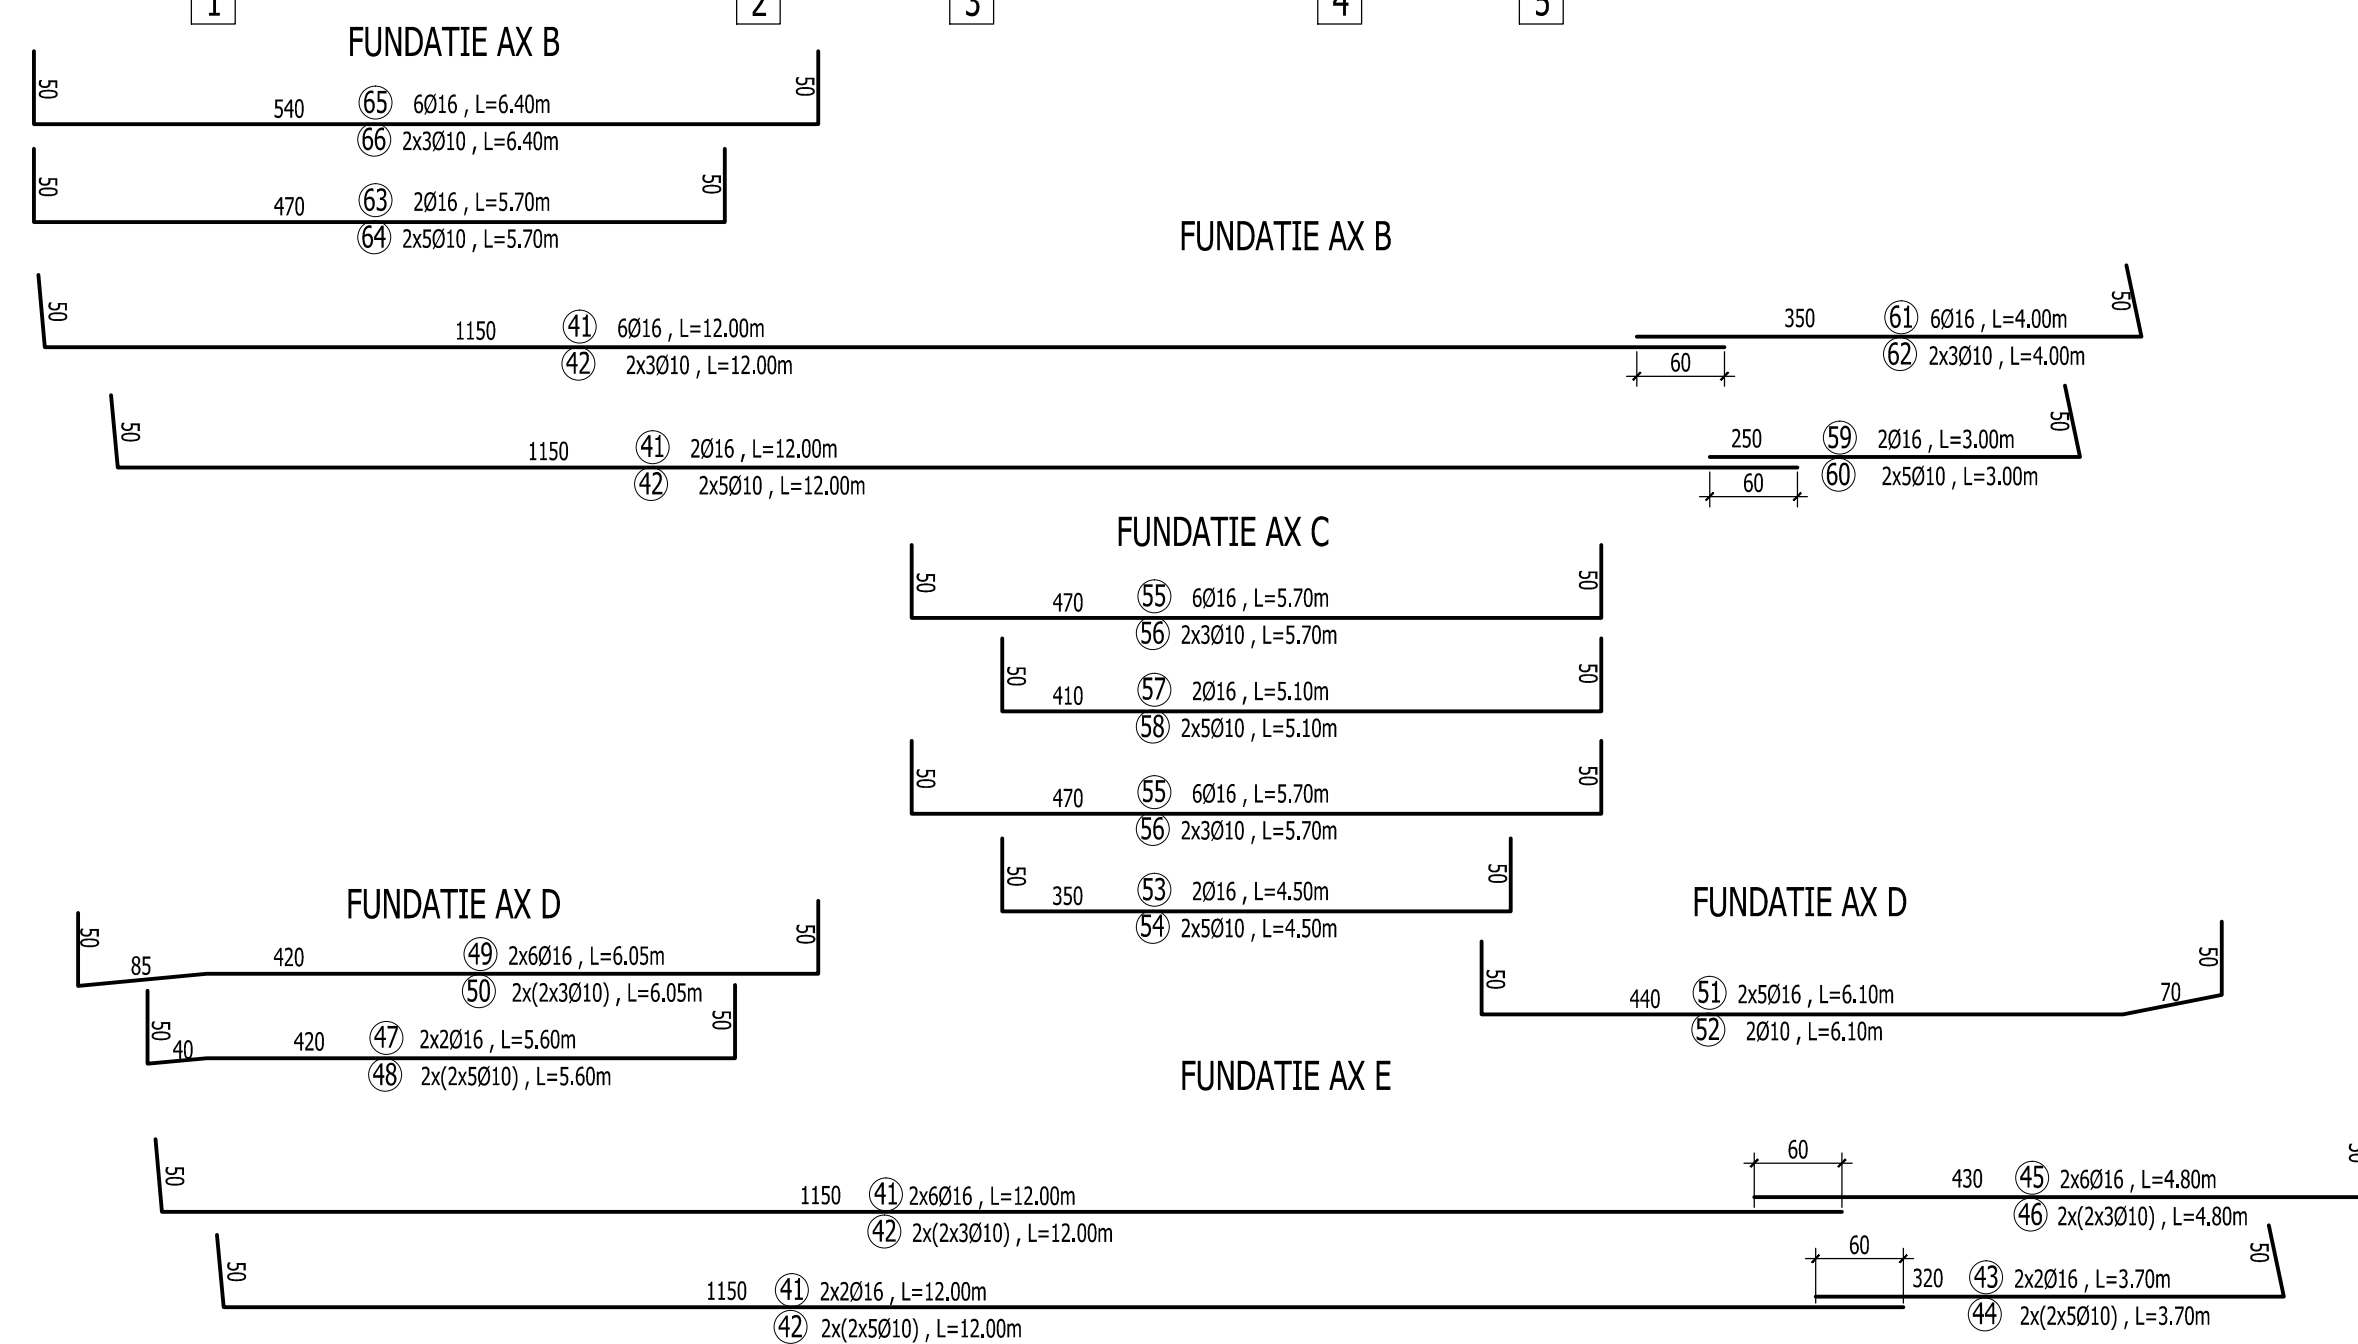 1 2 3 4 5
FUNDATIE AX B
50 50
540 65 6Ø16 , L=6.40m
66 2x3Ø10 , L=6.40m
50 50
470 63 2Ø16 , L=5.70m
64 2x5Ø10 , L=5.70m
FUNDATIE AX B
50 50
1150 41 6Ø16 , L=12.00m
42 2x3Ø10 , L=12.00m
350 61 6Ø16 , L=4.00m
60 62 2x3Ø10 , L=4.00m
50 50
1150 41 2Ø16 , L=12.00m
42 2x5Ø10 , L=12.00m
250 59 2Ø16 , L=3.00m
60 60 2x5Ø10 , L=3.00m
FUNDATIE AX C
50 50
470 55 6Ø16 , L=5.70m
56 2x3Ø10 , L=5.70m
50 50
410 57 2Ø16 , L=5.10m
58 2x5Ø10 , L=5.10m
50 50
470 55 6Ø16 , L=5.70m
56 2x3Ø10 , L=5.70m
50 50
350 53 2Ø16 , L=4.50m
54 2x5Ø10 , L=4.50m
FUNDATIE AX D
50 50
85 420 49 2x6Ø16 , L=6.05m
50 2x(2x3Ø10) , L=6.05m
50 50
40 420 47 2x2Ø16 , L=5.60m
48 2x(2x5Ø10) , L=5.60m
FUNDATIE AX D
50 50
440 51 2x5Ø16 , L=6.10m 70
52 2Ø10 , L=6.10m
FUNDATIE AX E
50
1150 41 2x6Ø16 , L=12.00m
42 2x(2x3Ø10) , L=12.00m
60 430 45 2x6Ø16 , L=4.80m
46 2x(2x3Ø10) , L=4.80m
50 50
1150 41 2x2Ø16 , L=12.00m
42 2x(2x5Ø10) , L=12.00m
60 320 43 2x2Ø16 , L=3.70m
44 2x(2x5Ø10) , L=3.70m